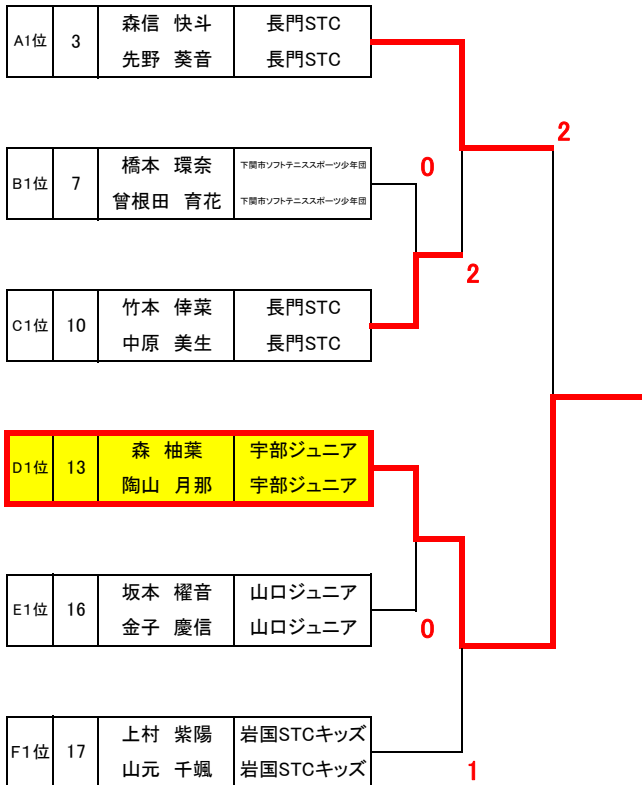 A1位 3 森信 快斗 長門STC
先野 葵音 長門STC
2
B1位 7 橋本 環奈 下関市ソフトテニススポーツ少年団
曾根田 育花 下関市ソフトテニススポーツ少年団
0
2
C1位 10 竹本 倖菜 長門STC
中原 美生 長門STC
D1位 13 森 柚葉 宇部ジュニア
陶山 月那 宇部ジュニア
E1位 16 坂本 櫂音 山口ジュニア
金子 慶信 山口ジュニア
0
F1位 17 上村 紫陽 岩国STCキッズ
山元 千颯 岩国STCキッズ
1